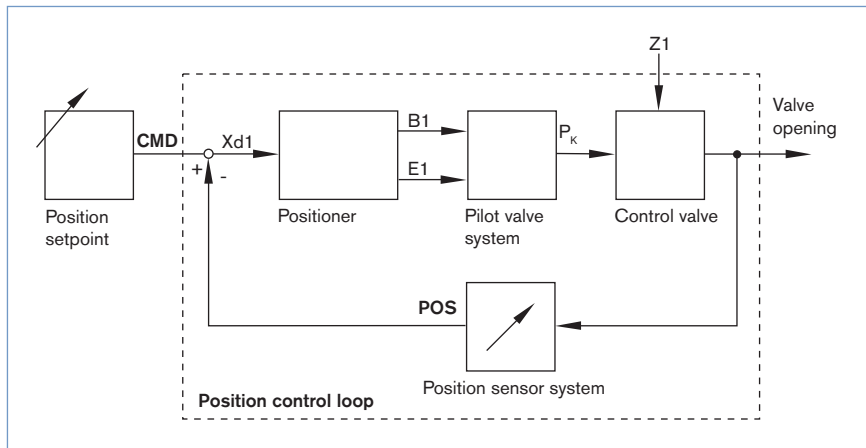 Z1
Valve
opening
CMD
Xd1
B1
E1
PK
+
-
Position
setpoint
Positioner
Pilot valve
system
Control valve
POS
Position sensor system
Position control loop